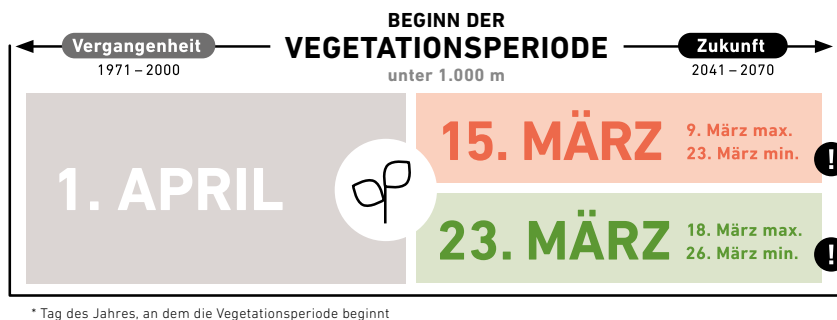 BEGINN DER
VEGETATIONSPERIODE
unter 1.000 m
Vergangenheit
1971 – 2000
Zukunft
2041 – 2070
1. APRIL
15. MÄRZ
9. März max.
23. März min.
!
23. MÄRZ
18. März max.
26. März min.
!
* Tag des Jahres, an dem die Vegetationsperiode beginnt